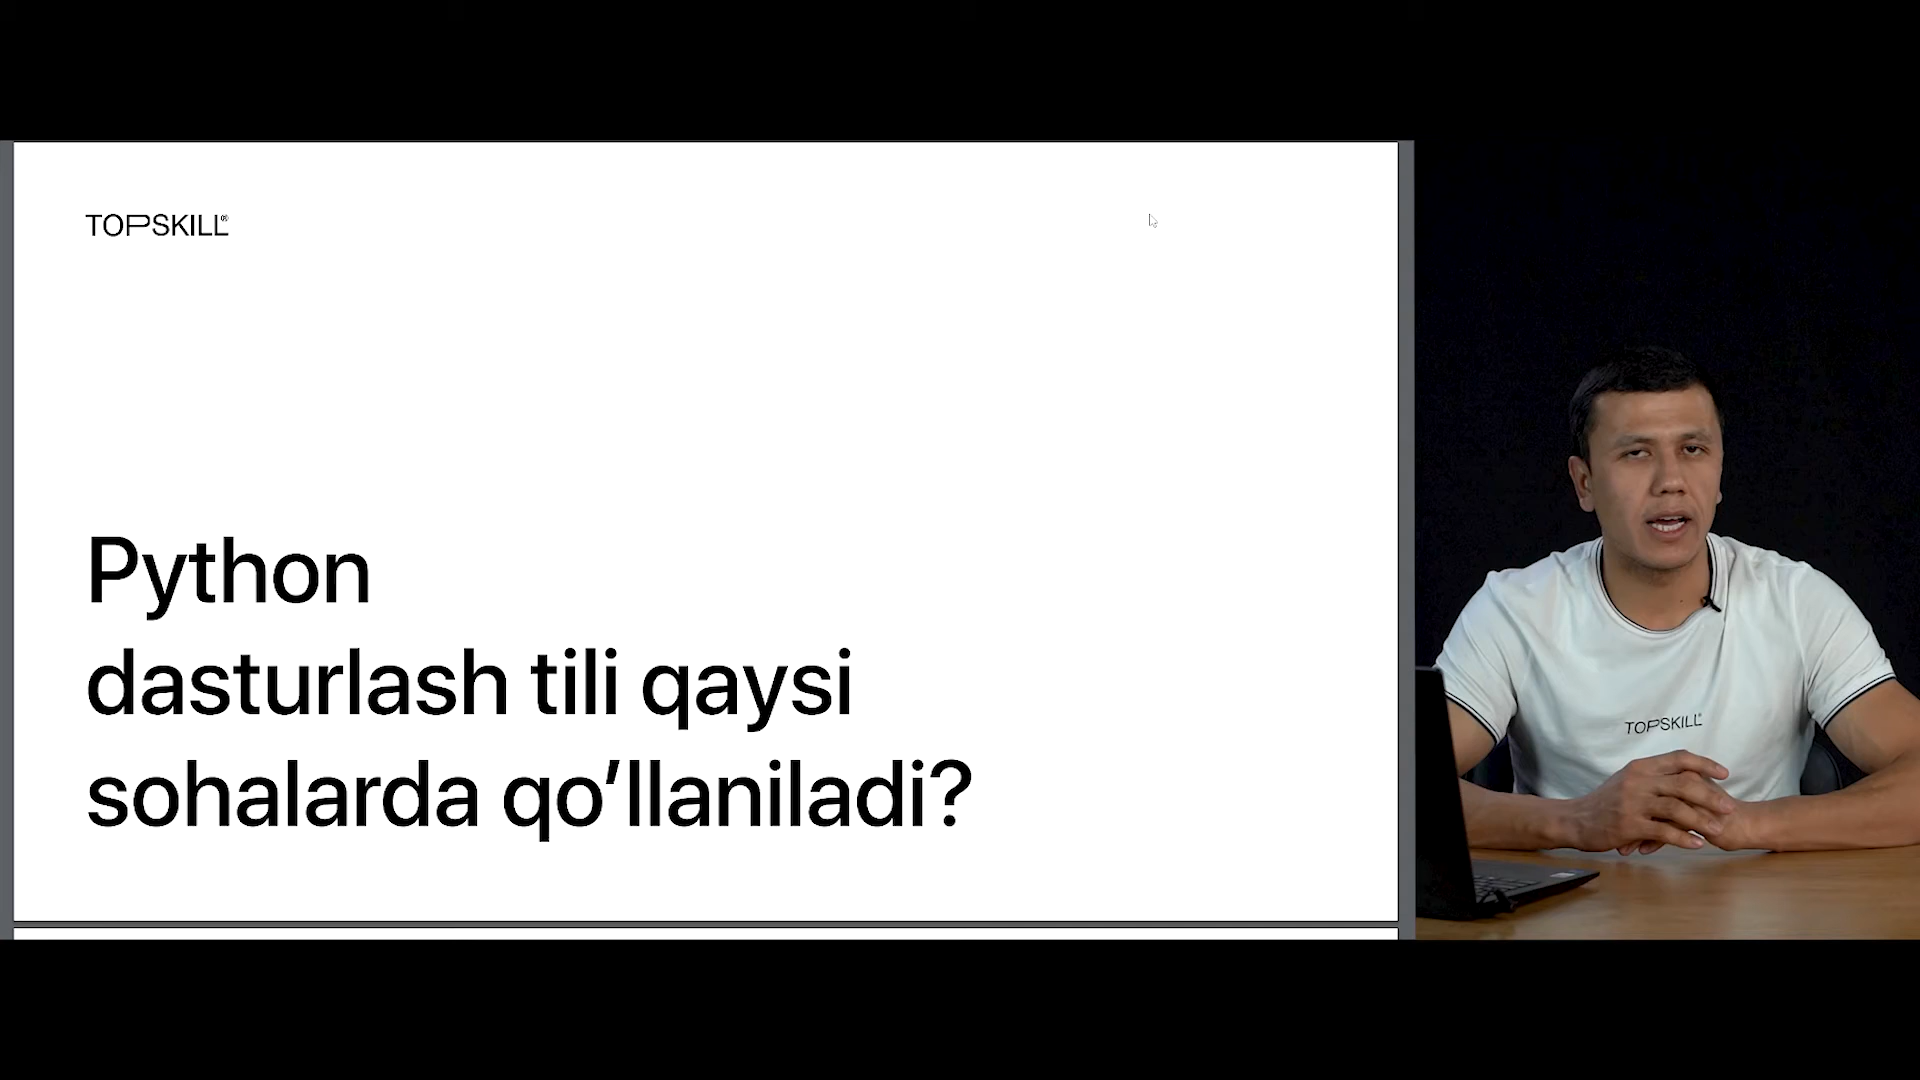 TOPSKILL®
Python
dasturlash tili qaysi
sohalarda qo’llaniladi?
TOPSKILL®